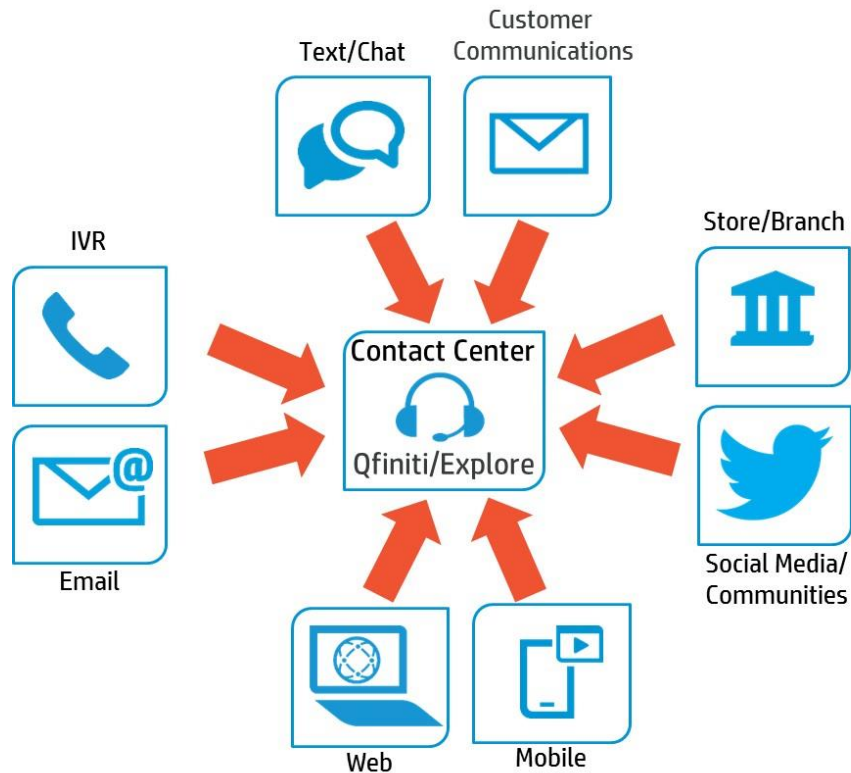 Customer
Text/Chat
Communications
Store/Branch
IVR
Contact Center
Qfiniti/Explore
@
Email
Social Media/
Communities
Web
Mobile